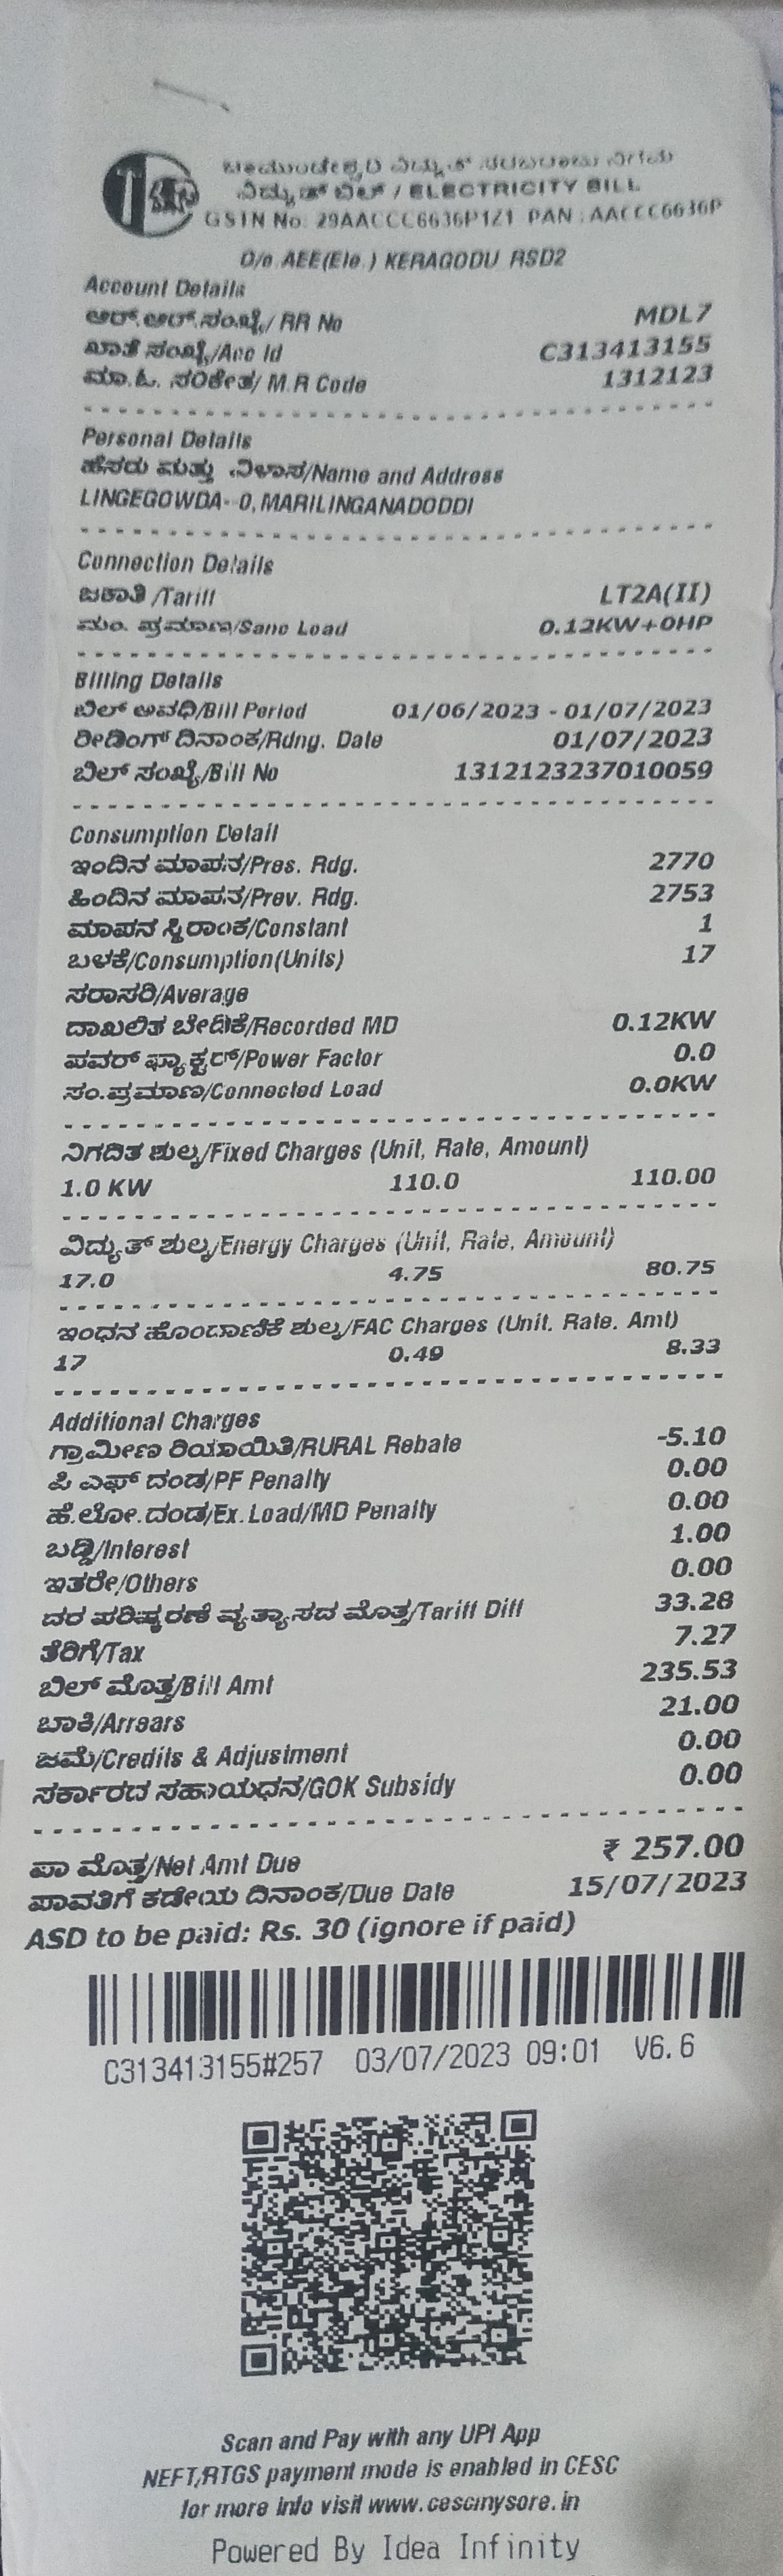 ಚಾಮುಂಡೇಶ್ವರಿ ವಿದ್ಯುತ್ ಸರಬರಾಜು ನಿಗಮ
ವಿದ್ಯುತ್ ಬಿಲ್ / ELECTRICITY BILL
GSTN No: 29AACCC6636P1Z1 PAN : AACCC6636P
O/o AEE(Ele.) KERAGODU RSD2
Account Details
ಆರ್.ಆರ್.ಸಂಖ್ಯೆ/ RR No MDL7
ಖಾತೆ ಸಂಖ್ಯೆ/Acc Id C313413155
ಮಾ.ಓ. ಸಂಕೇತ/ M.R Code 1312123
Personal Details
ಹೆಸರು ಮತ್ತು ವಿಳಾಸ/Name and Address
LINGEGOWDA- 0,MARILINGANADODDI
Connection Details
ಜಕಾತಿ /Tariff LT2A(II)
ಮಂ. ಪ್ರಮಾಣ/Sanc Load 0.12KW+0HP
Billing Details
ಬಿಲ್ ಅವಧಿ/Bill Period 01/06/2023 - 01/07/2023
ರೀಡಿಂಗ್ ದಿನಾಂಕ/Rdng. Date 01/07/2023
ಬಿಲ್ ಸಂಖ್ಯೆ/Bill No 1312123237010059
Consumption Detail
ಇಂದಿನ ಮಾಪನ/Pres. Rdg. 2770
ಹಿಂದಿನ ಮಾಪನ/Prev. Rdg. 2753
ಮಾಪನ ಸ್ಥಿರಾಂಕ/Constant 1
ಬಳಕೆ/Consumption(Units) 17
ಸರಾಸರಿ/Average
ದಾಖಲಿತ ಬೇಡಿಕೆ/Recorded MD 0.12KW
ಪವರ್ ಫ್ಯಾಕ್ಟರ್/Power Factor 0.0
ಸಂ.ಪ್ರಮಾಣ/Connected Load 0.0KW
ನಿಗದಿತ ಶುಲ್ಕ/Fixed Charges (Unit, Rate, Amount)
1.0 KW 110.0 110.00
ವಿದ್ಯುತ್ ಶುಲ್ಕ/Energy Charges (Unit, Rate, Amount)
17.0 4.75 80.75
ಇಂಧನ ಹೊಂದಾಣಿಕೆ ಶುಲ್ಕ/FAC Charges (Unit, Rate, Amt)
17 0.49 8.33
Additional Charges
ಗ್ರಾಮೀಣ ರಿಯಾಯಿತಿ/RURAL Rebate -5.10
ಪಿ ಎಫ್ ದಂಡ/PF Penalty 0.00
ಹೆ.ಲೋ.ದಂಡ/Ex.Load/MD Penalty 0.00
ಬಡ್ಡಿ/Interest 1.00
ಇತರೇ/Others 0.00
ದರ ಪರಿಷ್ಕರಣೆ ವ್ಯತ್ಯಾಸದ ಮೊತ್ತ/Tariff Diff 33.28
ತೆರಿಗೆ/Tax 7.27
ಬಿಲ್ ಮೊತ್ತ/Bill Amt 235.53
ಬಾಕಿ/Arrears 21.00
ಜಮೆ/Credits & Adjustment 0.00
ಸರ್ಕಾರದ ಸಹಾಯಧನ/GOK Subsidy 0.00
ಪಾ ಮೊತ್ತ/Net Amt Due ₹ 257.00
ಪಾವತಿಗೆ ಕಡೇಯ ದಿನಾಂಕ/Due Date 15/07/2023
ASD to be paid: Rs. 30 (ignore if paid)
C313413155#257 03/07/2023 09:01 V6.6
Scan and Pay with any UPI App
NEFT/RTGS payment mode is enabled in CESC
for more info visit www.cescmysore.in
Powered By Idea Infinity